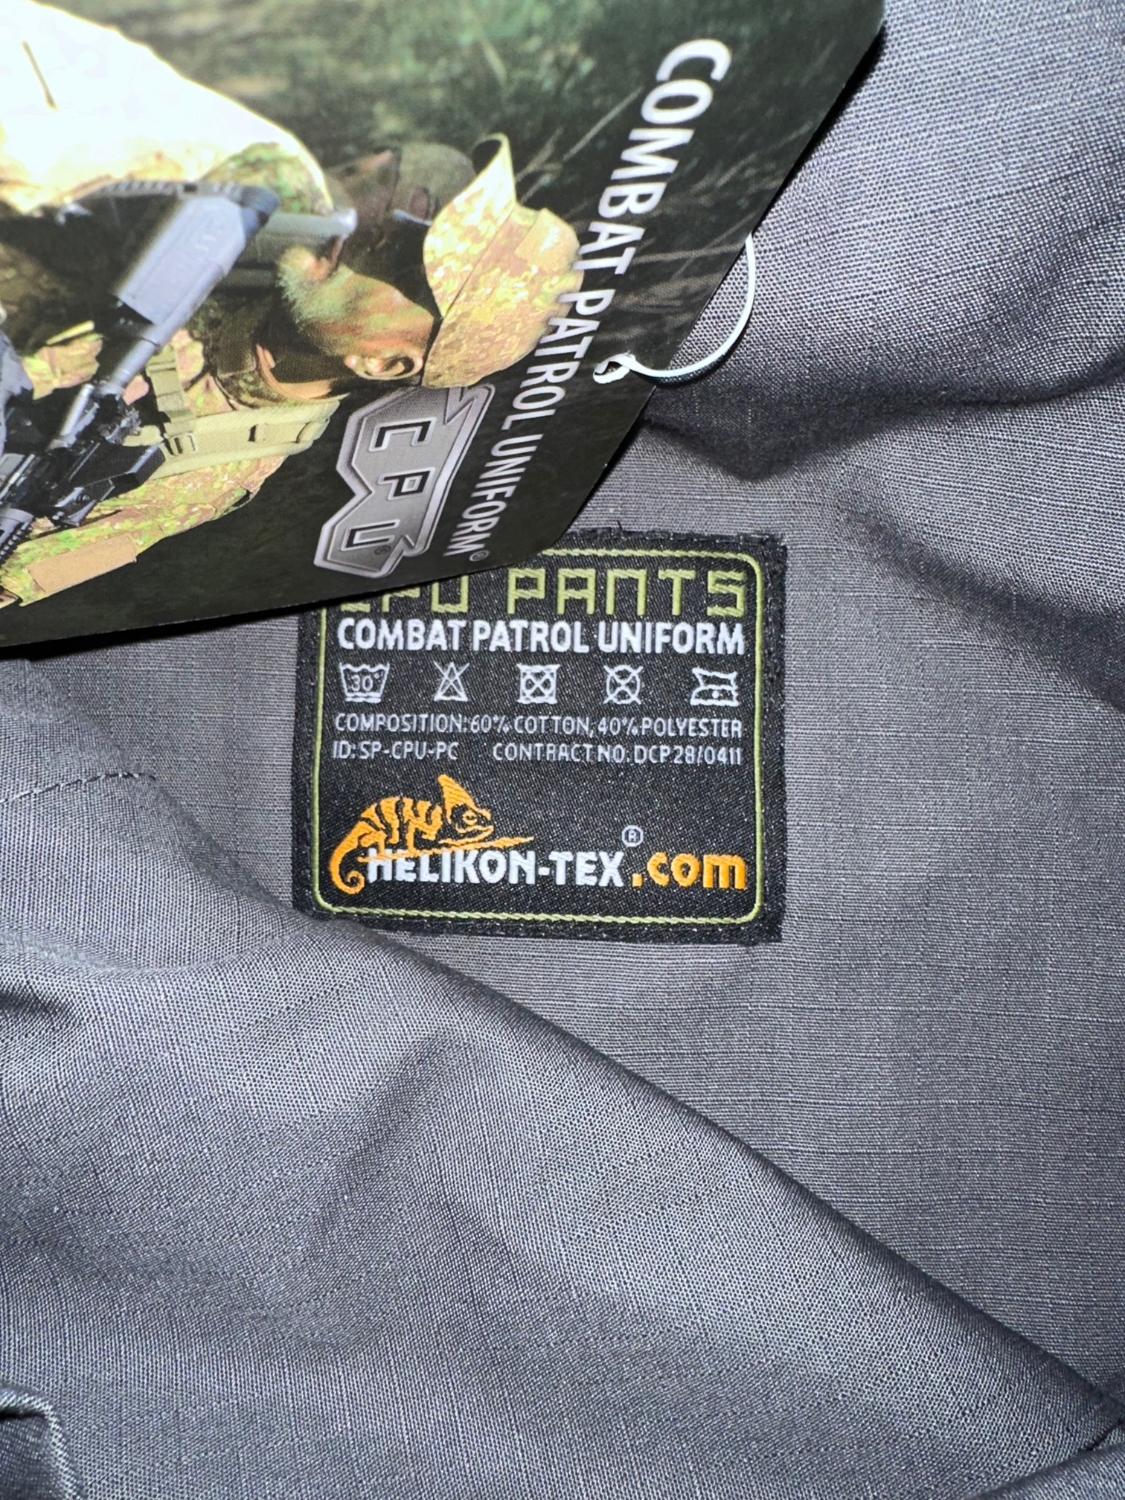 COMBAT PATROL UNIFORM®
CPU®
CPU PANTS
COMBAT PATROL UNIFORM
30°
COMPOSITION: 60% COTTON, 40% POLYESTER
ID: SP-CPU-PC CONTRACT NO. DCP28/0411
HELIKON-TEX®.com